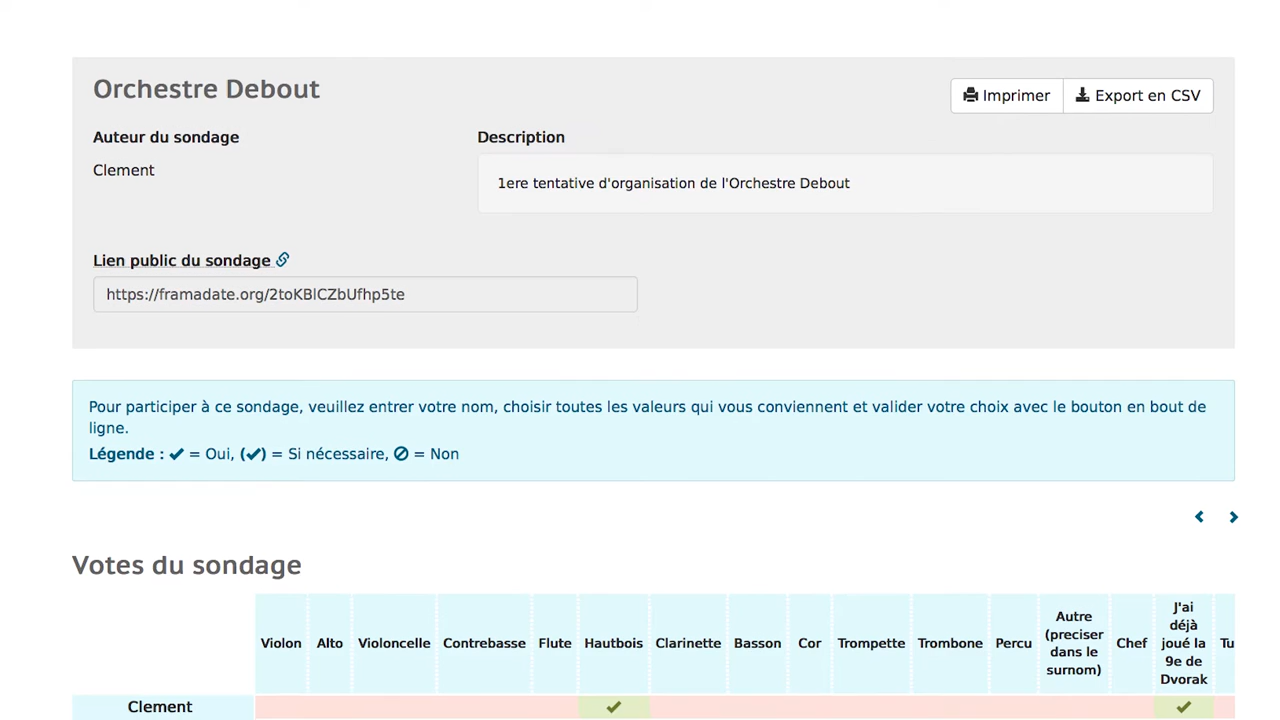 Orchestre Debout
Imprimer
Export en CSV
Auteur du sondage
Description
Clement
1ere tentative d'organisation de l'Orchestre Debout
Lien public du sondage
https://framadate.org/2toKBlCZbUfhp5te
Pour participer à ce sondage, veuillez entrer votre nom, choisir toutes les valeurs qui vous conviennent et valider votre choix avec le bouton en bout de
ligne.
Légende : ✔ = Oui, (✔) = Si nécessaire, ⊘ = Non
Votes du sondage
Violon
Alto
Violoncelle
Contrebasse
Flute
Hautbois
Clarinette
Basson
Cor
Trompette
Trombone
Percu
Autre
(preciser
dans le
surnom)
Chef
J'ai
déjà
joué la
9e de
Dvorak
Tu
Clement